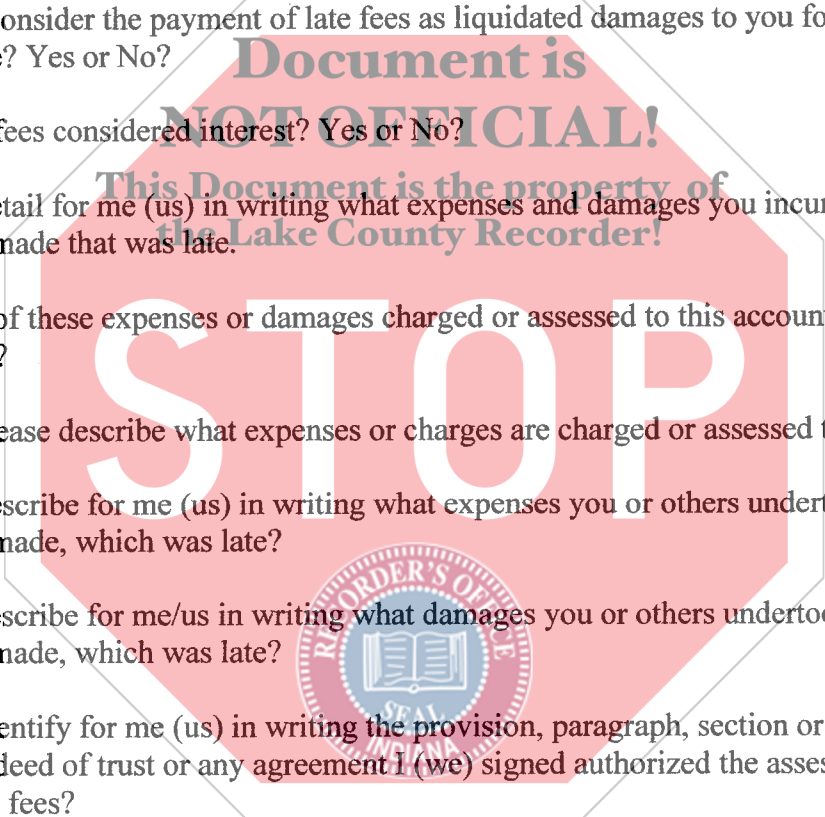 onsider the payment of late fees as liquidated damages to you fo
? Yes or No?
Document is
NOT OFFICIAL!
fees considered interest? Yes or No?
This Document is the property of
the Lake County Recorder!
tail for me (us) in writing what expenses and damages you incur
made that was late.
of these expenses or damages charged or assessed to this accoun
?
STOP
ease describe what expenses or charges are charged or assessed t
scribe for me (us) in writing what expenses you or others undert
made, which was late?
scribe for me/us in writing what damages you or others undertoo
made, which was late?
RECORDER'S OFFICE
SEAL
INDIANA
entify for me (us) in writing the provision, paragraph, section or
deed of trust or any agreement I (we) signed authorized the asses
fees?